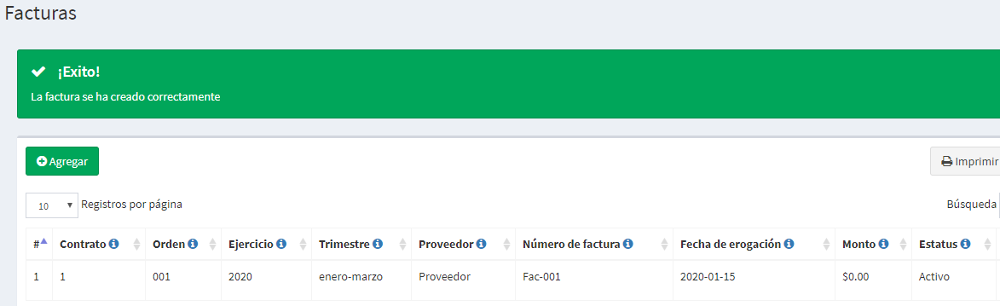 Facturas
¡Exito!
La factura se ha creado correctamente
Agregar
Imprimir
10 Registros por página
Búsqueda
# Contrato Orden Ejercicio Trimestre Proveedor Número de factura Fecha de erogación Monto Estatus
1 1 001 2020 enero-marzo Proveedor Fac-001 2020-01-15 $0.00 Activo